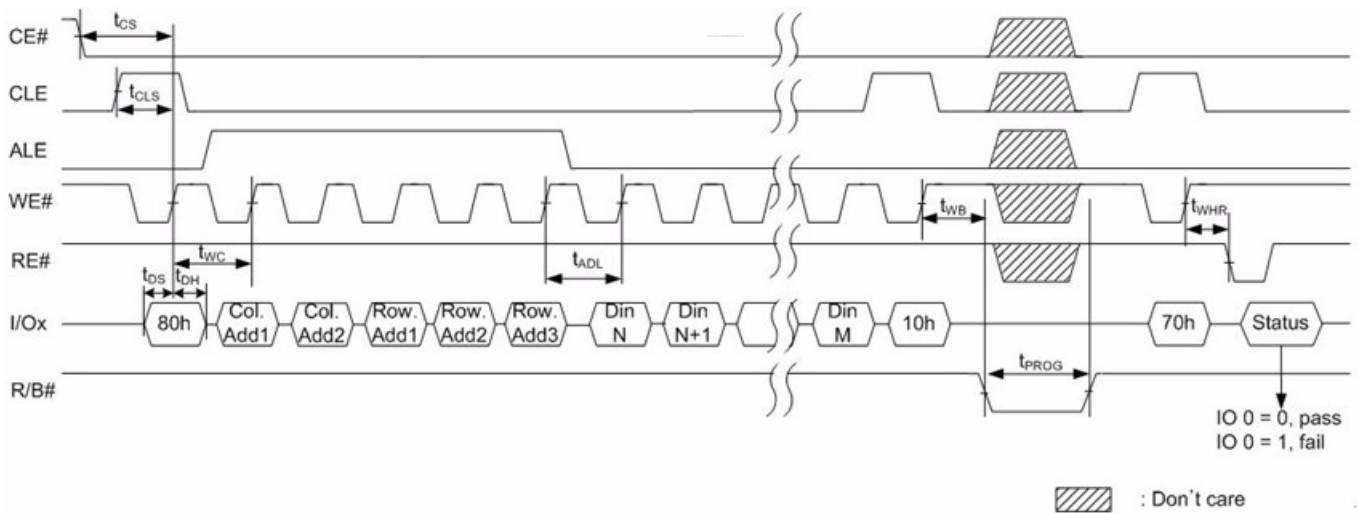 CE#
tCS
CLE
tCLS
ALE
WE#
tWB
tWHR
RE#
tDS
tDH
tWC
tADL
I/Ox
80h
Col. Add1
Col. Add2
Row. Add1
Row. Add2
Row. Add3
Din N
Din N+1
Din M
10h
70h
Status
tPROG
R/B#
IO 0 = 0, pass
IO 0 = 1, fail
: Don`t care